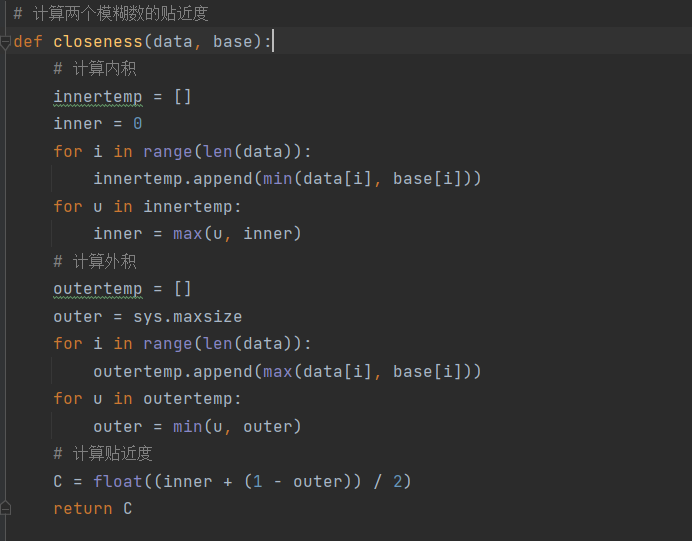 # 计算两个模糊数的贴近度
def closeness(data, base):
    # 计算内积
    innertemp = []
    inner = 0
    for i in range(len(data)):
        innertemp.append(min(data[i], base[i]))
    for u in innertemp:
        inner = max(u, inner)
    # 计算外积
    outertemp = []
    outer = sys.maxsize
    for i in range(len(data)):
        outertemp.append(max(data[i], base[i]))
    for u in outertemp:
        outer = min(u, outer)
    # 计算贴近度
    C = float((inner + (1 - outer)) / 2)
    return C